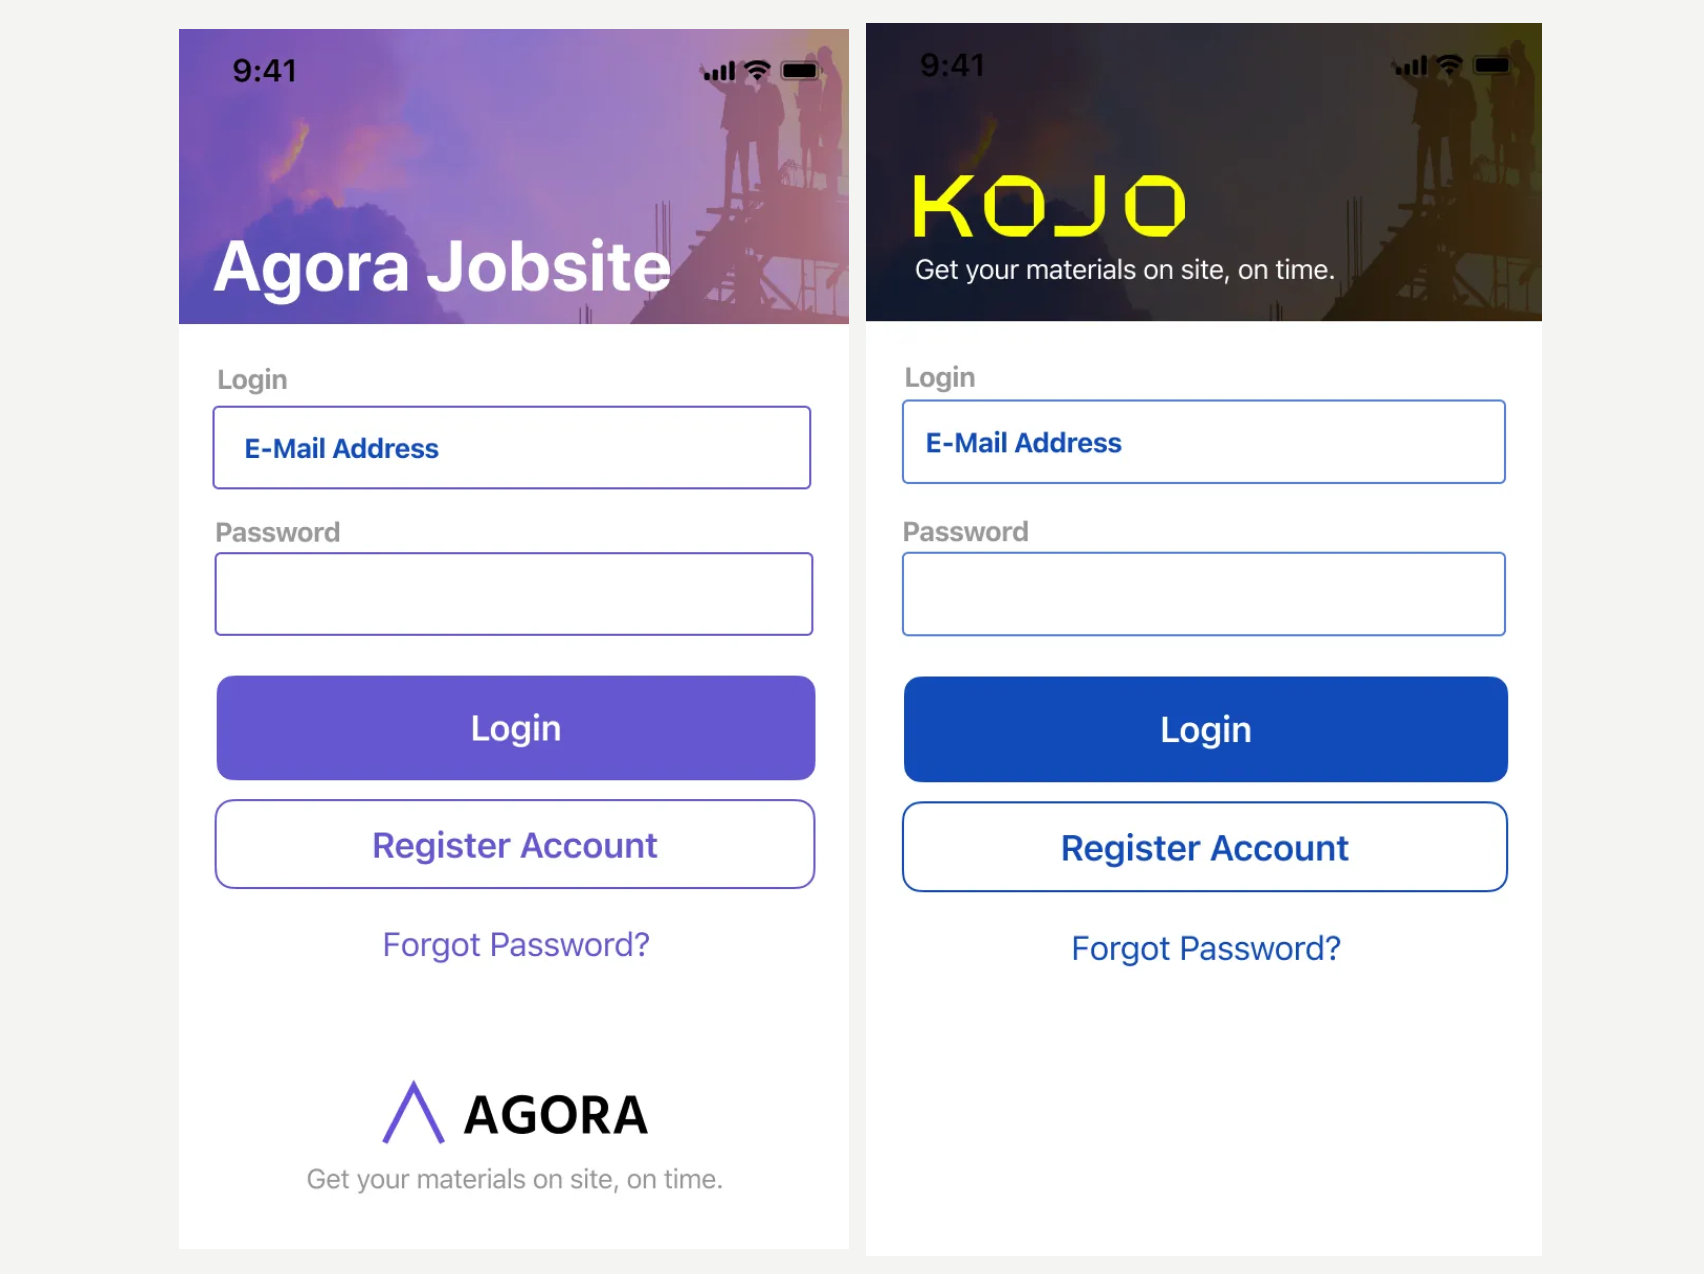 9:41
Agora Jobsite
Login
E-Mail Address
Password
Login
Register Account
Forgot Password?
AGORA
Get your materials on site, on time.
9:41
KOJO
Get your materials on site, on time.
Login
E-Mail Address
Password
Login
Register Account
Forgot Password?